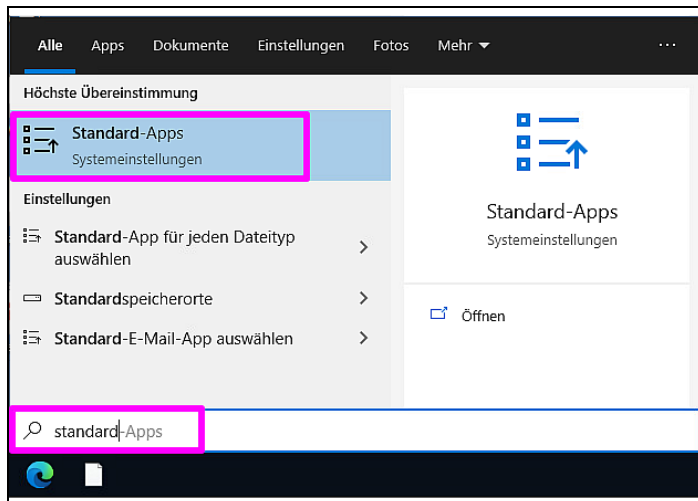 Alle Apps Dokumente Einstellungen Fotos Mehr ...
Höchste Übereinstimmung
Standard-Apps
Systemeinstellungen
Einstellungen
Standard-App für jeden Dateityp
auswählen
Standardspeicherorte
Standard-E-Mail-App auswählen
Standard-Apps
Systemeinstellungen
Öffnen
standard-Apps